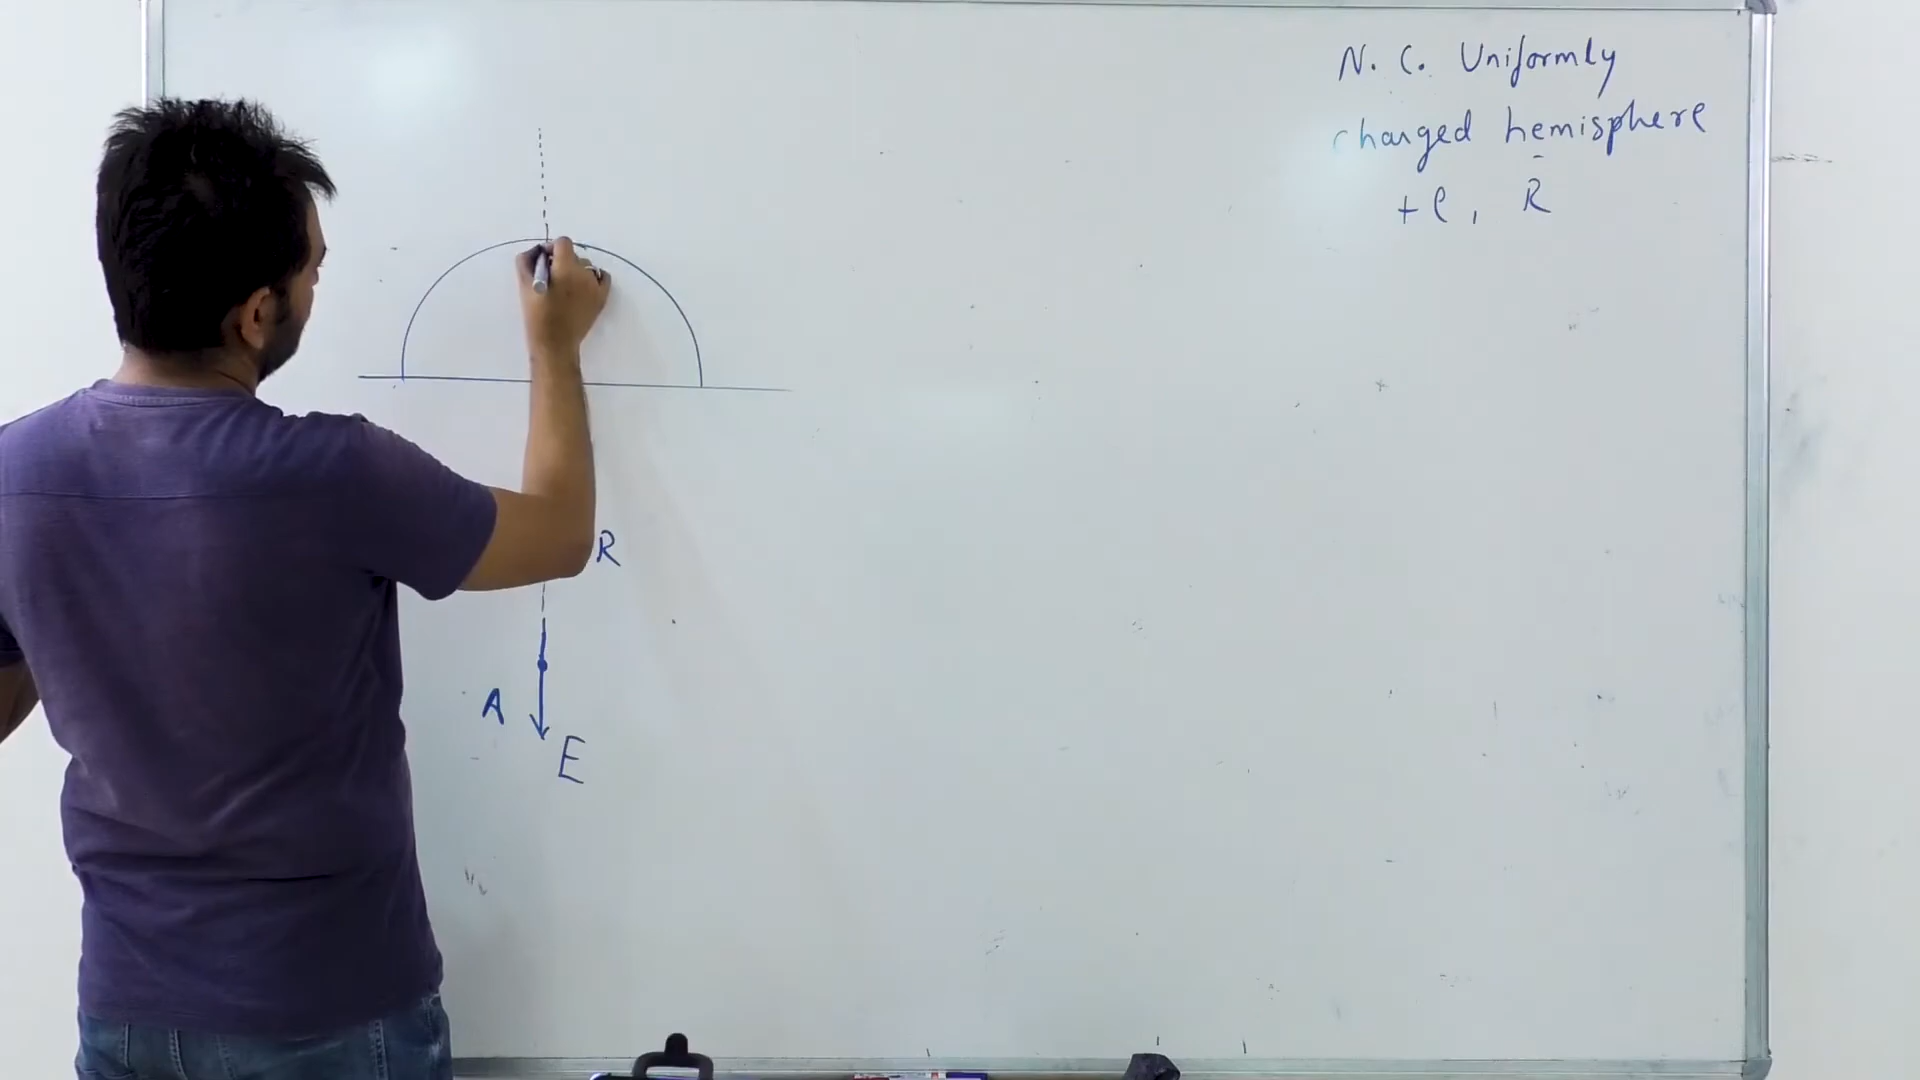 N. C. Uniformly
charged hemisphere
+ρ, R
R
A
E